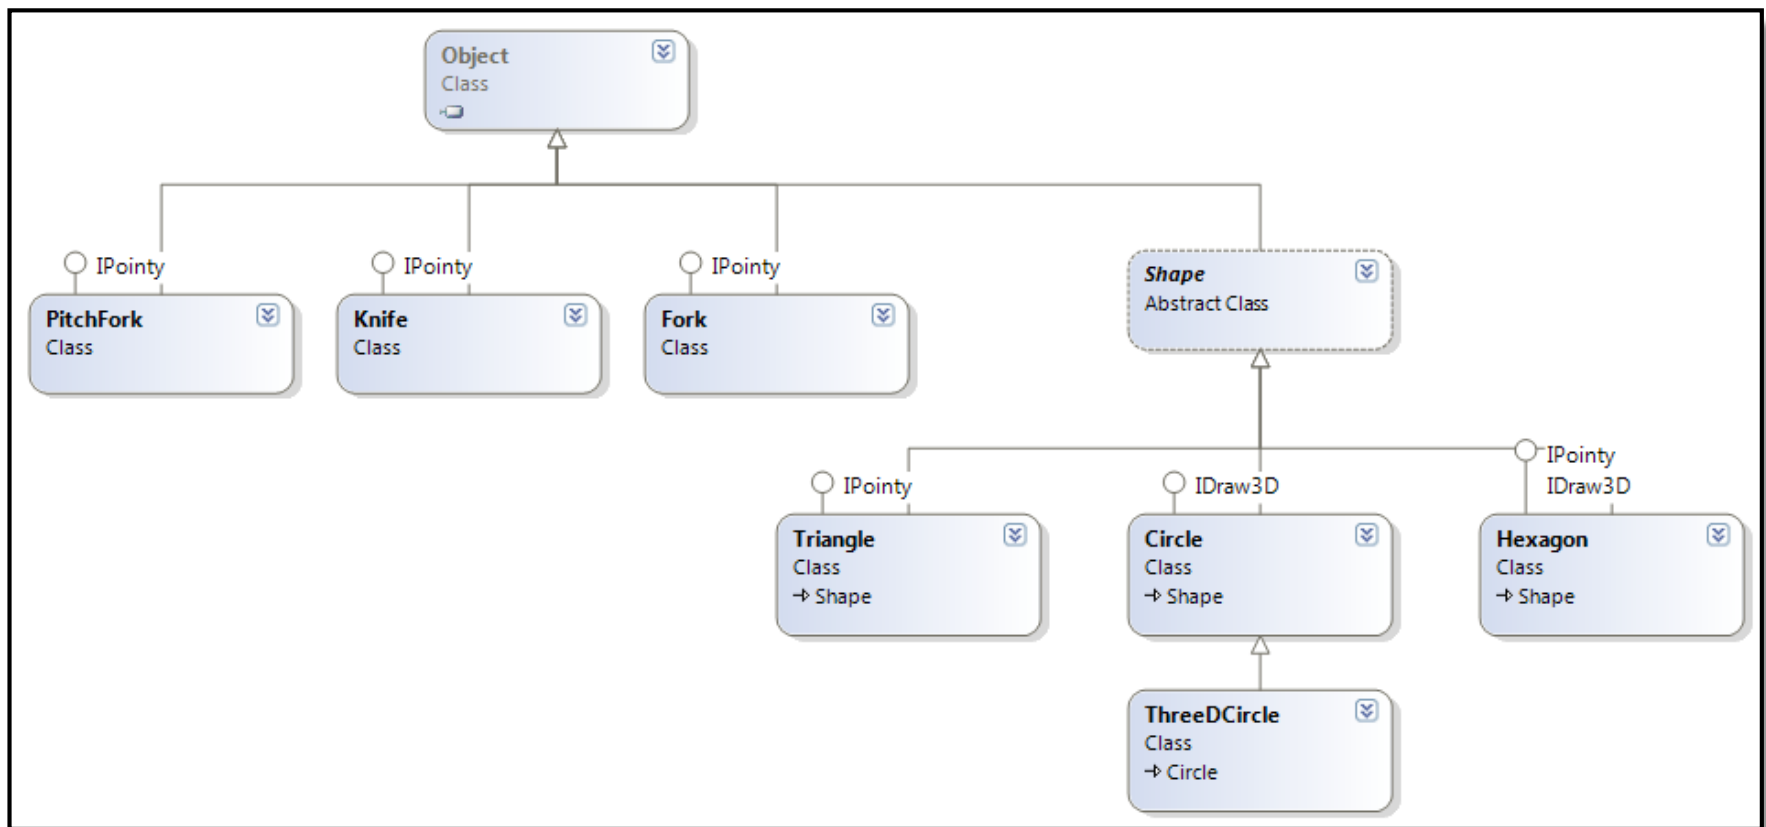 Object
Class
IPointy
IPointy
IPointy
PitchFork
Class
Knife
Class
Fork
Class
Shape
Abstract Class
IPointy
IDraw3D
IPointy
IDraw3D
Triangle
Class
Shape
Circle
Class
Shape
Hexagon
Class
Shape
ThreeDCircle
Class
Circle